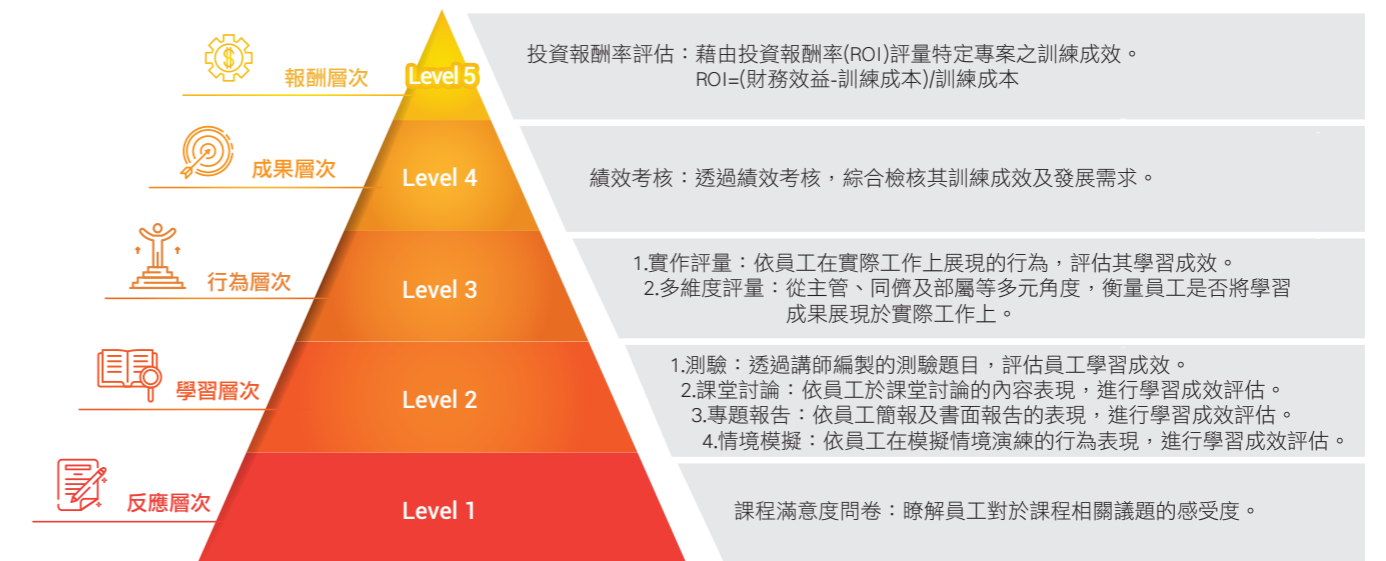 報酬層次
Level 5
投資報酬率評估：藉由投資報酬率(ROI)評量特定專案之訓練成效。
ROI=(財務效益-訓練成本)/訓練成本
成果層次
Level 4
績效考核：透過績效考核，綜合檢核其訓練成效及發展需求。
行為層次
Level 3
1.實作評量：依員工在實際工作上展現的行為，評估其學習成效。
2.多維度評量：從主管、同儕及部屬等多元角度，衡量員工是否將學習
成果展現於實際工作上。
學習層次
Level 2
1.測驗：透過講師編製的測驗題目，評估員工學習成效。
2.課堂討論：依員工於課堂討論的內容表現，進行學習成效評估。
3.專題報告：依員工簡報及書面報告的表現，進行學習成效評估。
4.情境模擬：依員工在模擬情境演練的行為表現，進行學習成效評估。
反應層次
Level 1
課程滿意度問卷：瞭解員工對於課程相關議題的感受度。